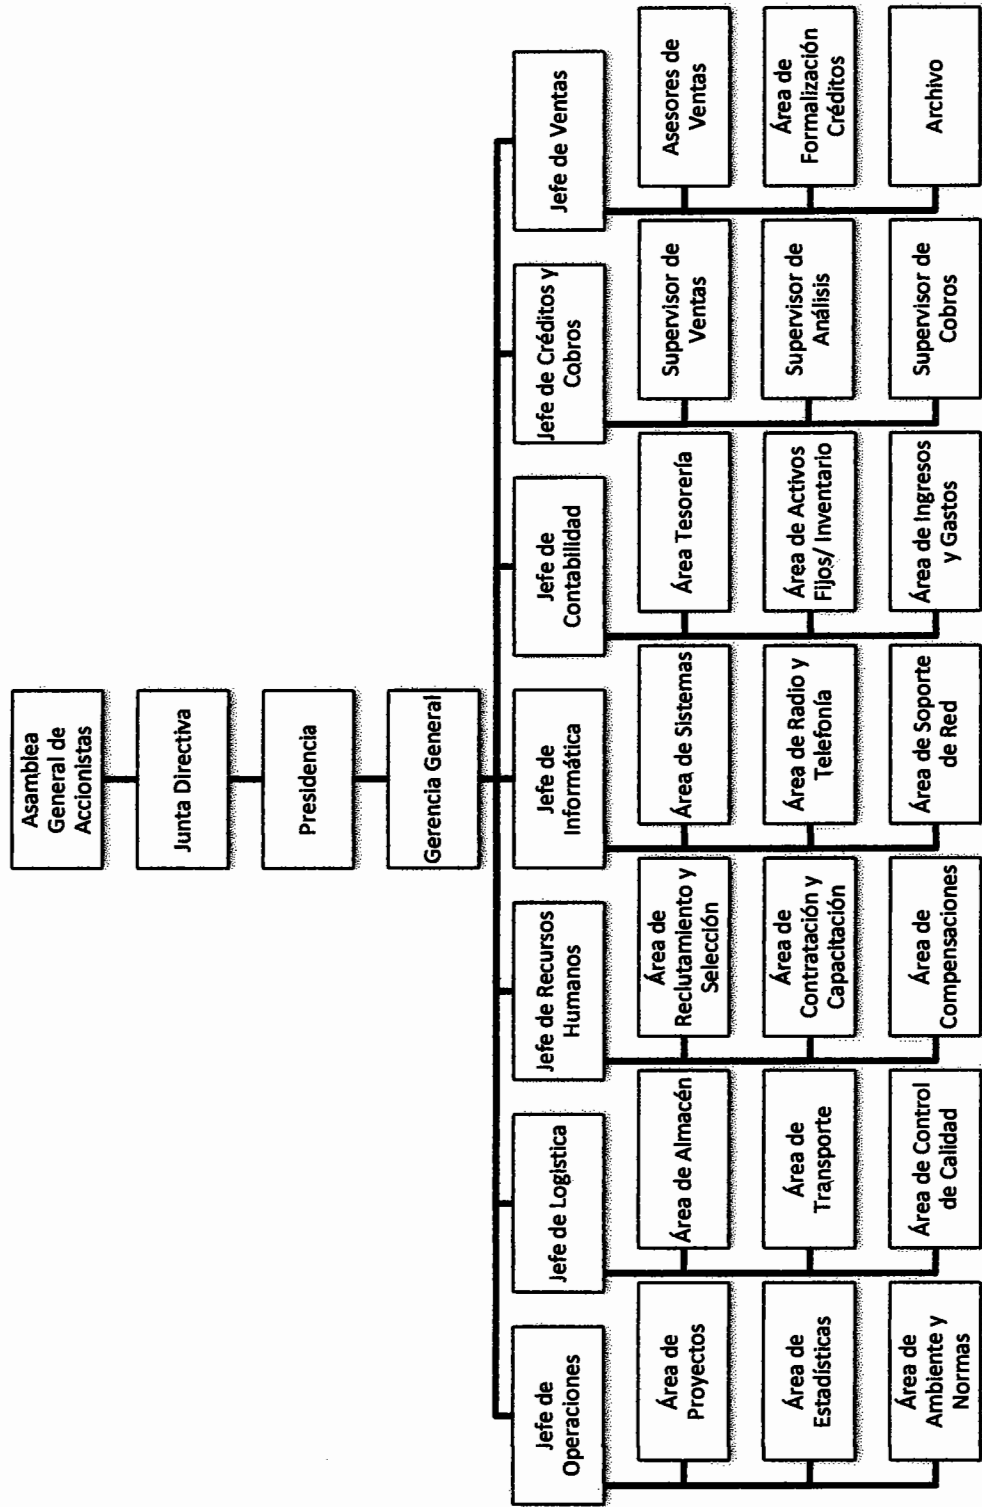 Asamblea
General de
Accionistas
Junta Directiva
Presidencia
Gerencia General
Jefe de
Operaciones
Jefe de Logistica
Jefe de Recursos
Humanos
Jefe de
Informática
Jefe de
Contabilidad
Jefe de Créditos y
Cobros
Jefe de Ventas
Área de
Proyectos
Área de Almacén
Área de
Reclutamiento y
Selección
Área de Sistemas
Área Tesorería
Supervisor de
Ventas
Asesores de
Ventas
Área de
Estadísticas
Área de
Transporte
Área de
Contratación y
Capacitación
Área de Radio y
Telefonía
Área de Activos
Fijos/ Inventario
Supervisor de
Análisis
Área de
Formalización
Créditos
Área de
Ambiente y
Normas
Área de Control
de Calidad
Área de
Compensaciones
Área de Soporte
de Red
Área de Ingresos
y Gastos
Supervisor de
Cobros
Archivo